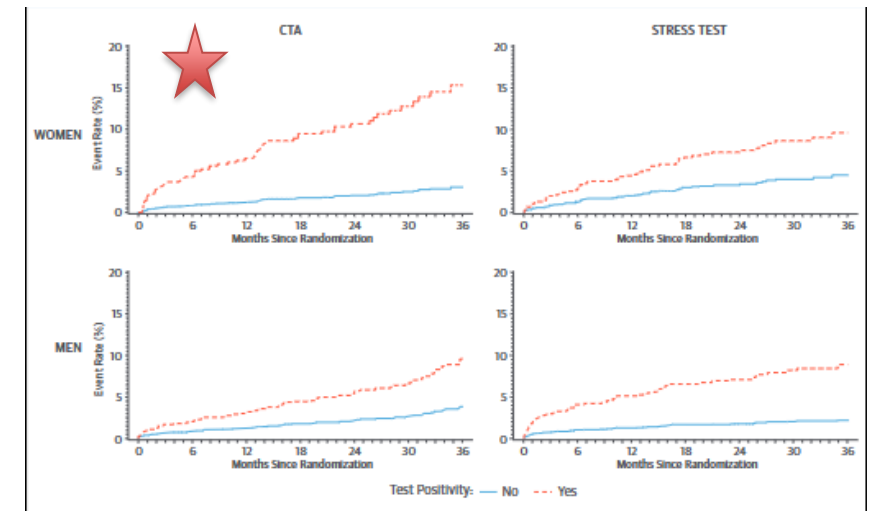 CTA
STRESS TEST
WOMEN
Event Rate (%)
20
15
10
5
0
0 6 12 18 24 30 36
Months Since Randomization
20
15
10
5
0
0 6 12 18 24 30 36
Months Since Randomization
MEN
Event Rate (%)
20
15
10
5
0
0 6 12 18 24 30 36
Months Since Randomization
20
15
10
5
0
0 6 12 18 24 30 36
Months Since Randomization
Test Positivity: No Yes